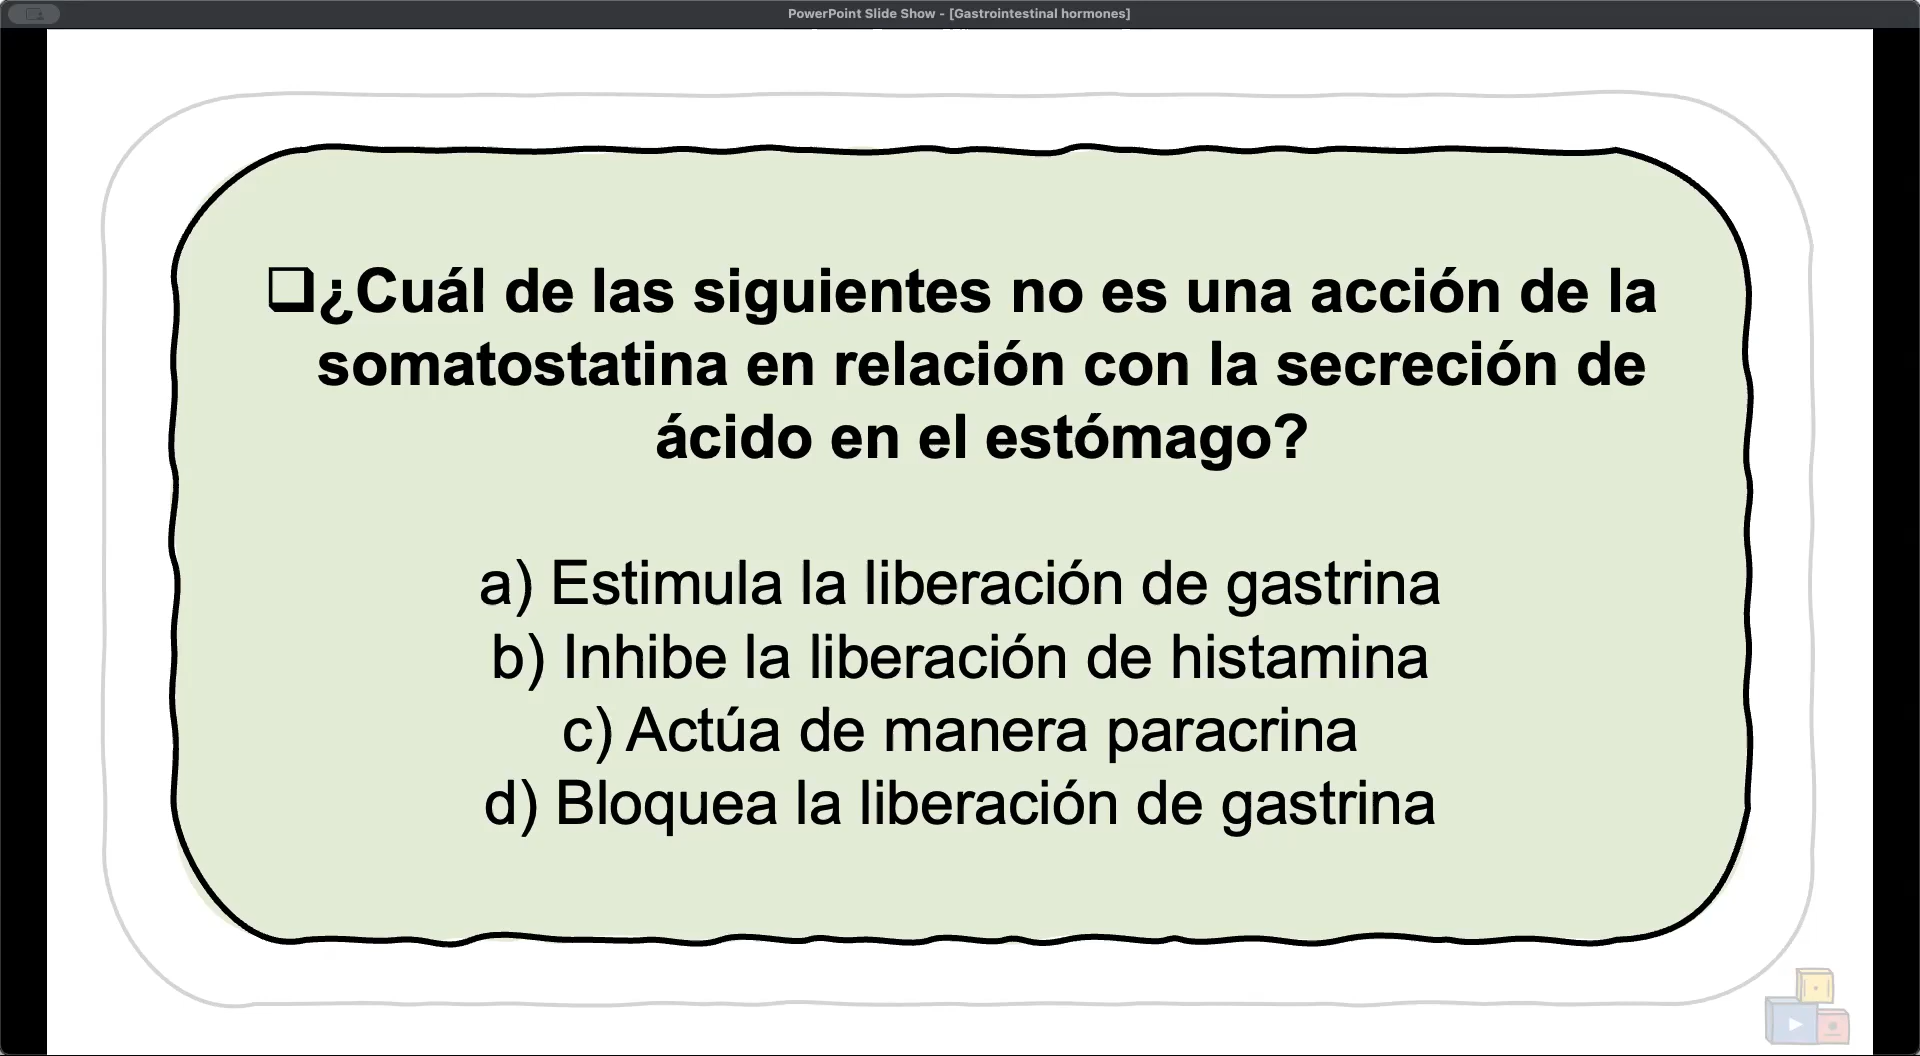 PowerPoint Slide Show - [Gastrointestinal hormones]
❑¿Cuál de las siguientes no es una acción de la
somatostatina en relación con la secreción de
ácido en el estómago?
a) Estimula la liberación de gastrina
b) Inhibe la liberación de histamina
c) Actúa de manera paracrina
d) Bloquea la liberación de gastrina